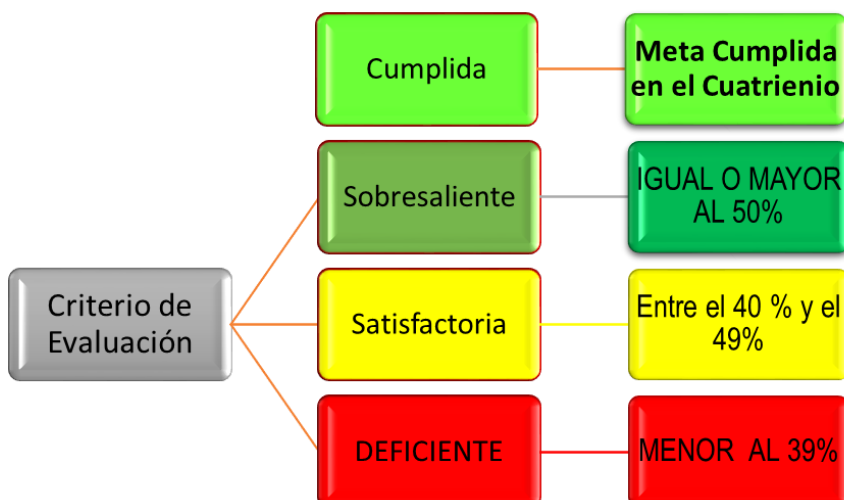 Cumplida
Meta Cumplida
en el Cuatrienio
Sobresaliente
IGUAL O MAYOR
AL 50%
Criterio de
Evaluación
Satisfactoria
Entre el 40 % y el
49%
DEFICIENTE
MENOR  AL 39%